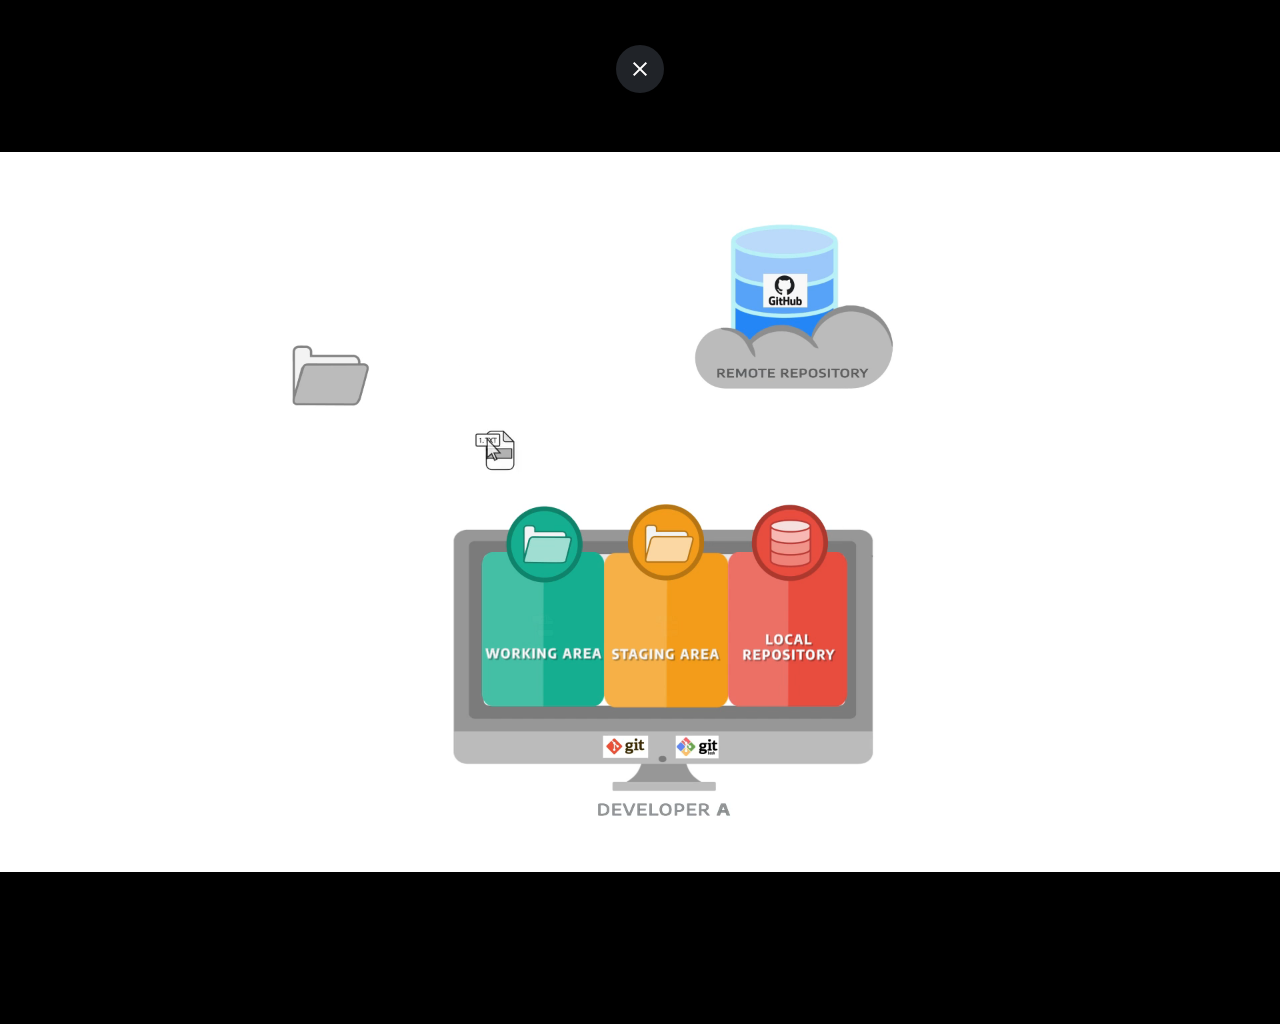 GitHub
REMOTE REPOSITORY
WORKING AREA
STAGING AREA
LOCAL
REPOSITORY
git
git
DEVELOPER A